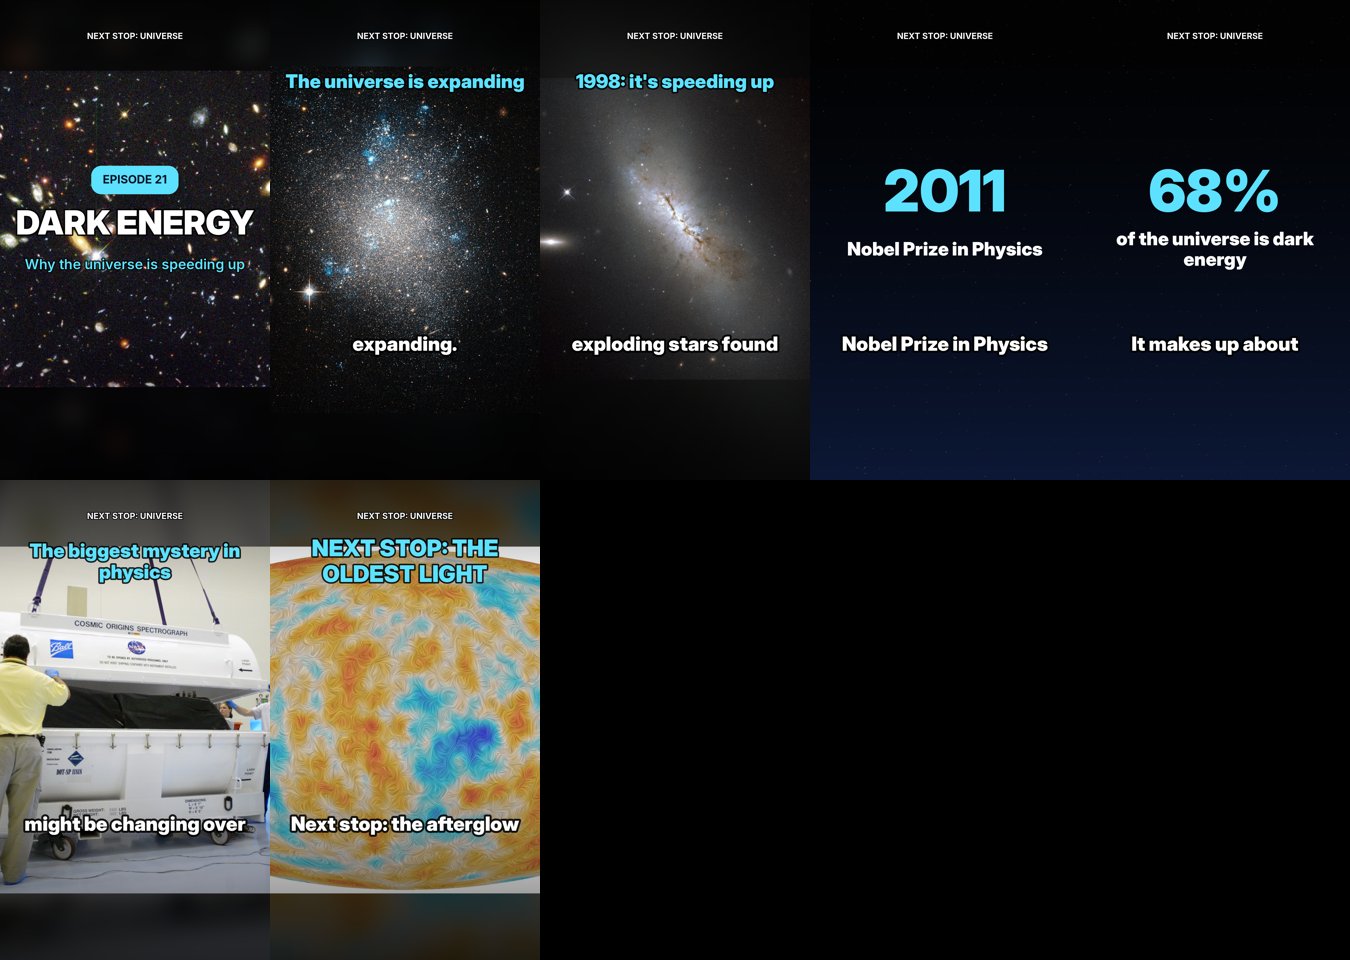 NEXT STOP: UNIVERSE
EPISODE 21
DARK ENERGY
Why the universe is speeding up
NEXT STOP: UNIVERSE
The universe is expanding
expanding.
NEXT STOP: UNIVERSE
1998: it's speeding up
exploding stars found
NEXT STOP: UNIVERSE
2011
Nobel Prize in Physics
Nobel Prize in Physics
NEXT STOP: UNIVERSE
68%
of the universe is dark
energy
It makes up about
NEXT STOP: UNIVERSE
The biggest mystery in
physics
COSMIC ORIGINS SPECTROGRAPH
Ball
NASA
might be changing over
NEXT STOP: UNIVERSE
NEXT STOP: THE
OLDEST LIGHT
Next stop: the afterglow